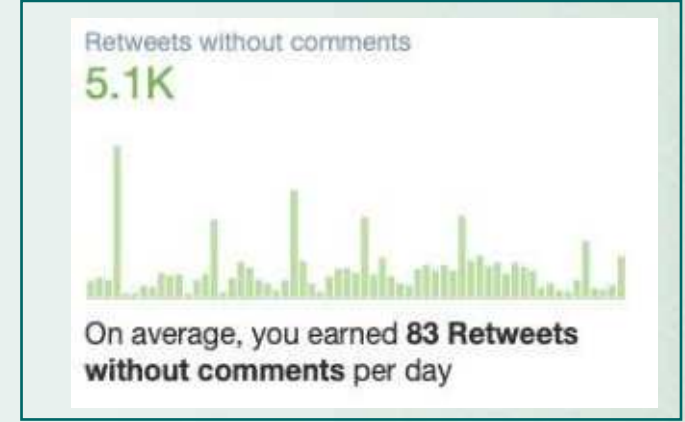 Retweets without comments
5.1K
On average, you earned 83 Retweets
without comments per day